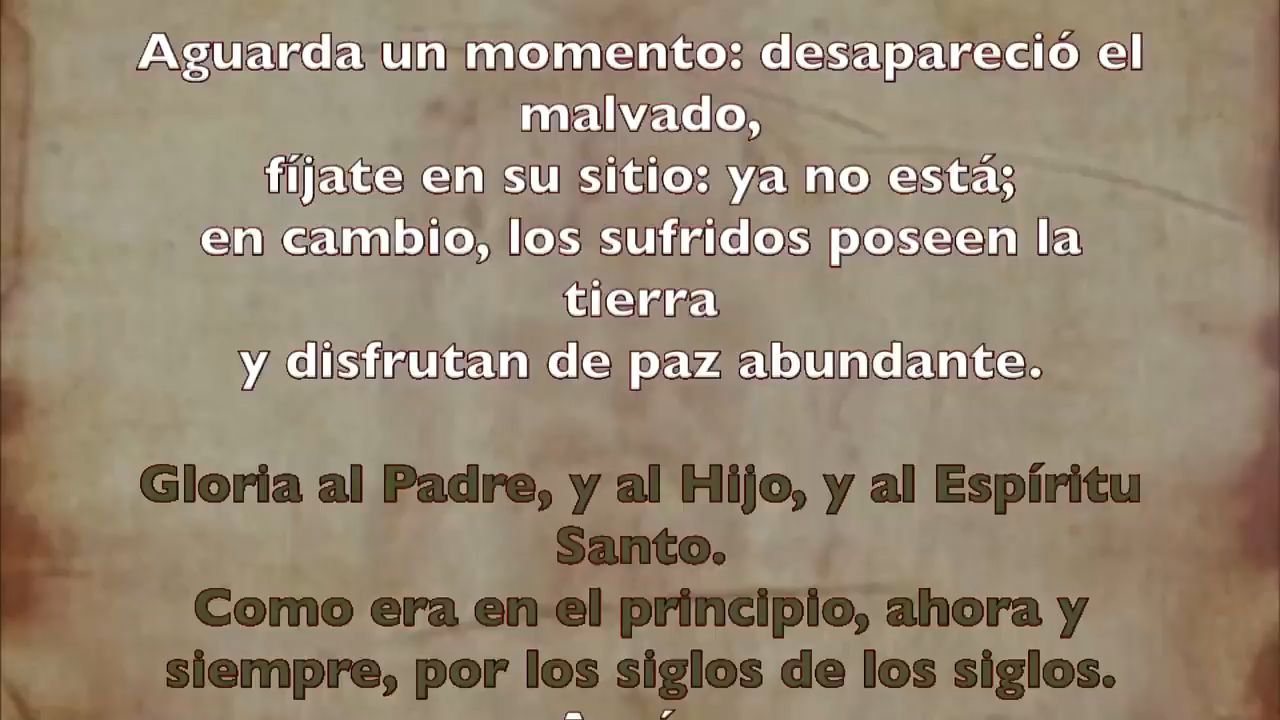 Aguarda un momento: desapareció el
malvado,
fíjate en su sitio: ya no está;
en cambio, los sufridos poseen la
tierra
y disfrutan de paz abundante.
Gloria al Padre, y al Hijo, y al Espíritu
Santo.
Como era en el principio, ahora y
siempre, por los siglos de los siglos.